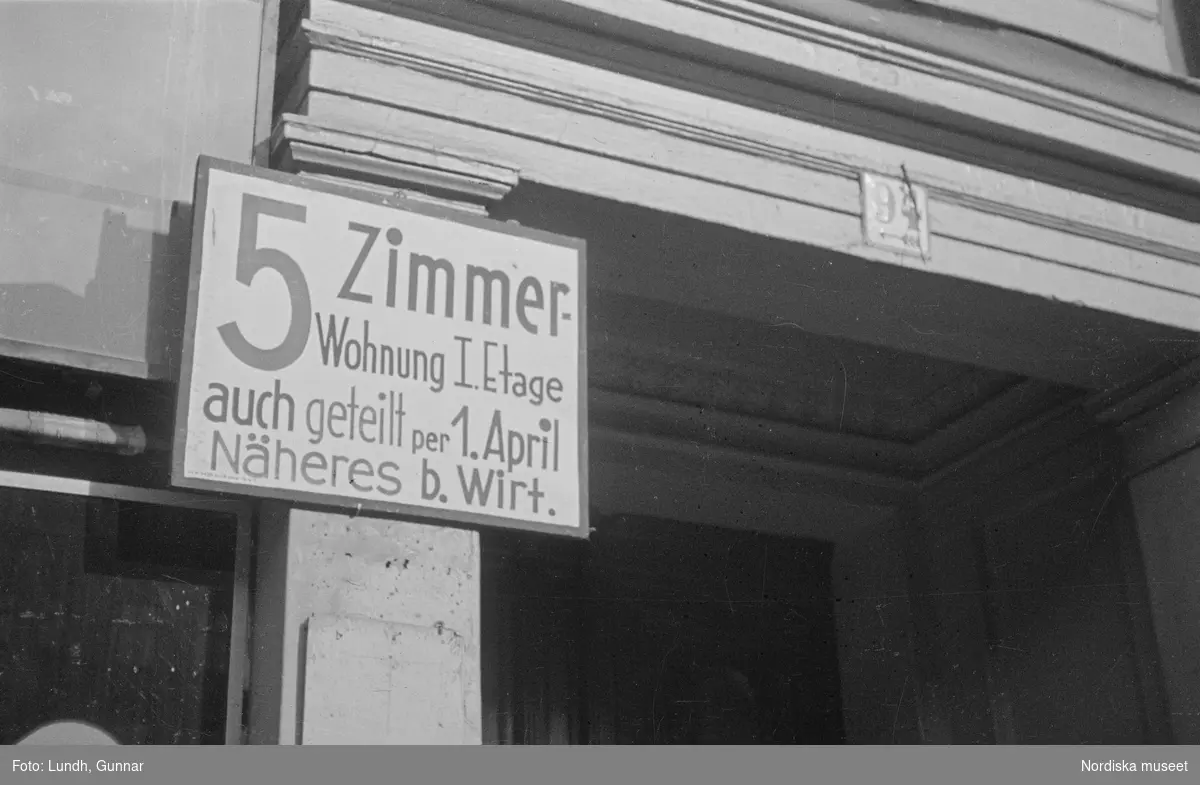 5 Zimmer-
Wohnung I. Etage
auch geteilt per 1. April
Näheres b. Wirt.
Foto: Lundh, Gunnar
Nordiska museet